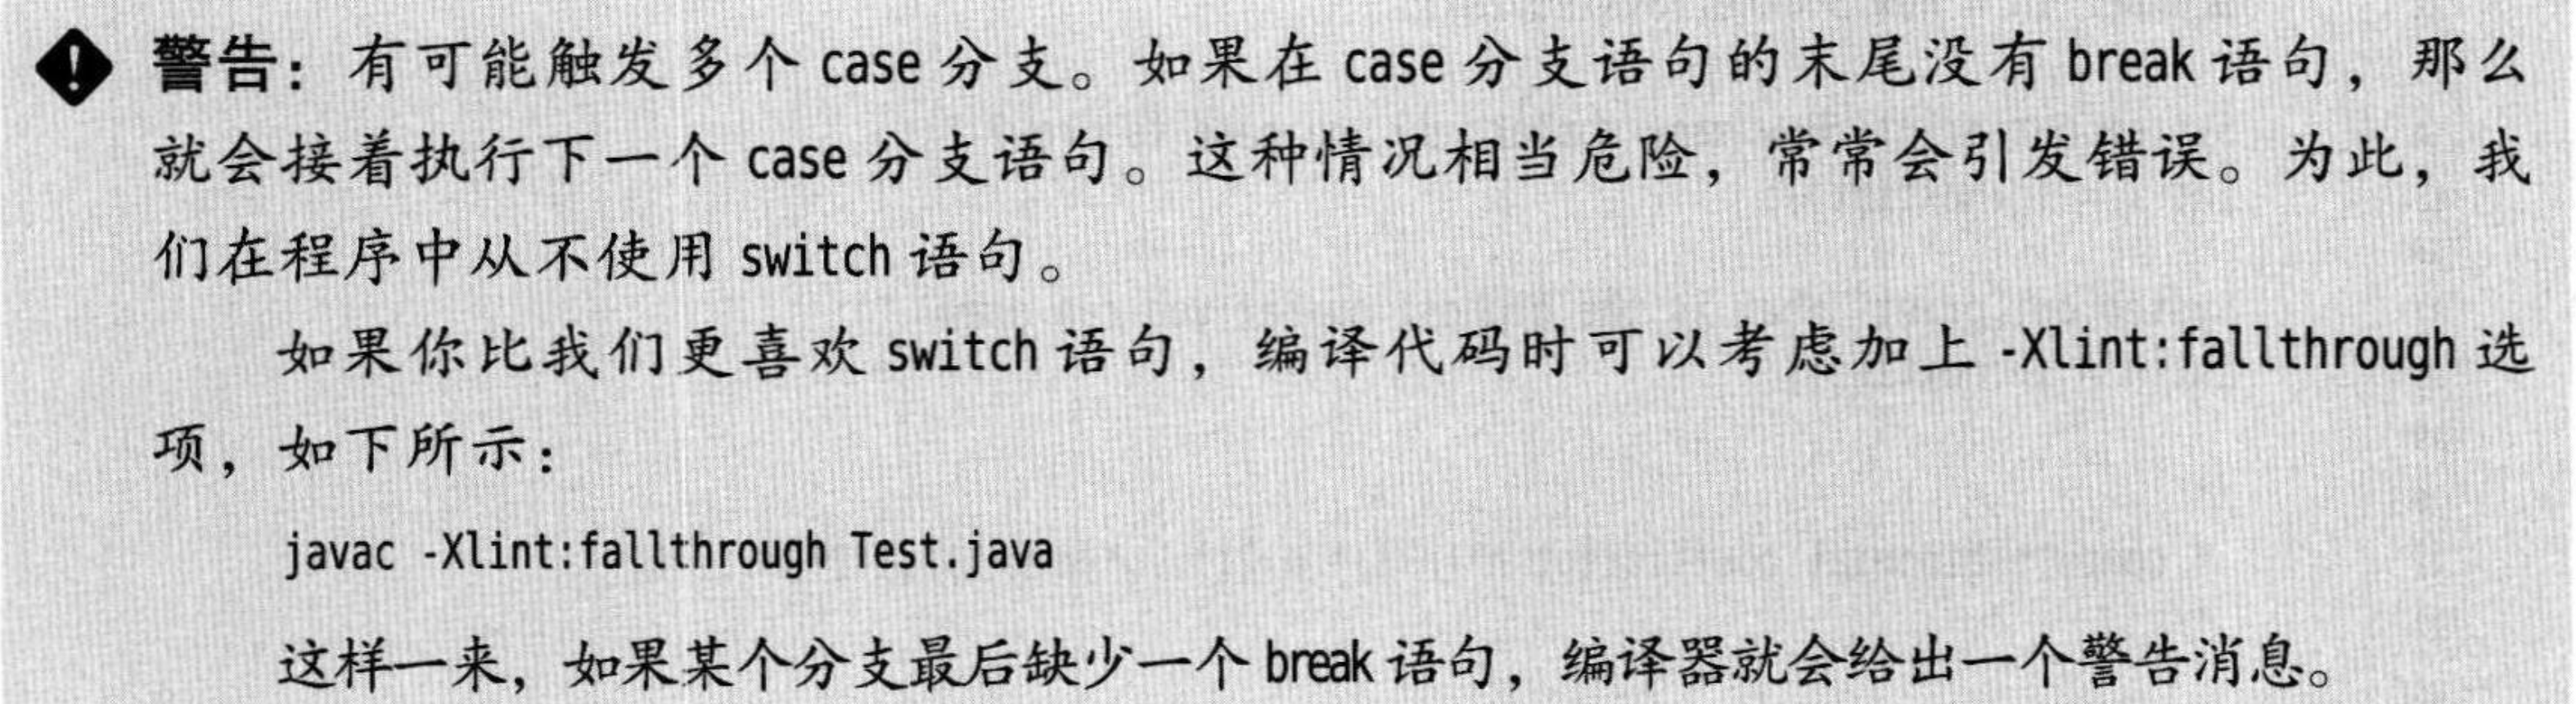 警告：有可能触发多个 case 分支。如果在 case 分支语句的末尾没有 break 语句，那么
就会接着执行下一个 case 分支语句。这种情况相当危险，常常会引发错误。为此，我
们在程序中从不使用 switch 语句。
如果你比我们更喜欢 switch 语句，编译代码时可以考虑加上 -Xlint:fallthrough 选
项，如下所示：
javac -Xlint:fallthrough Test.java
这样一来，如果某个分支最后缺少一个 break 语句，编译器就会给出一个警告消息。